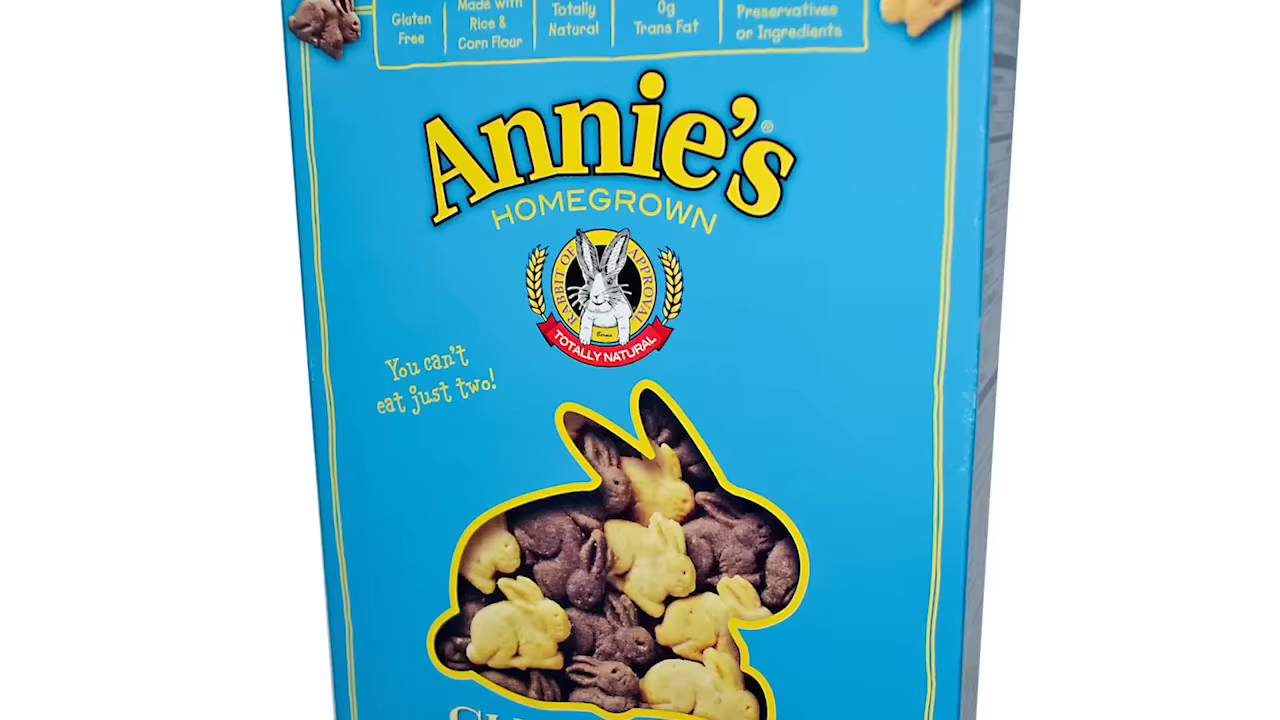 Gluten
Free
Made with
Rice &
Corn Flour
Totally
Natural
0g
Trans Fat
Preservatives
or Ingredients
Annie's®
HOMEGROWN
RABBIT OF APPROVAL
Bernie
TOTALLY NATURAL
You can't
eat just two!